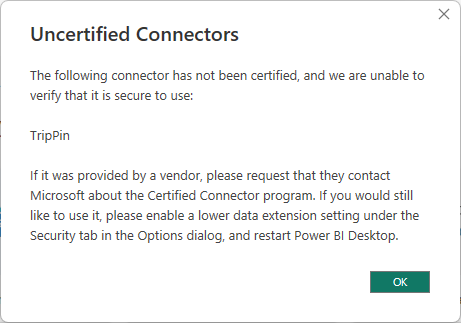 Uncertified Connectors
The following connector has not been certified, and we are unable to
verify that it is secure to use:
TripPin
If it was provided by a vendor, please request that they contact
Microsoft about the Certified Connector program. If you would still
like to use it, please enable a lower data extension setting under the
Security tab in the Options dialog, and restart Power BI Desktop.
OK